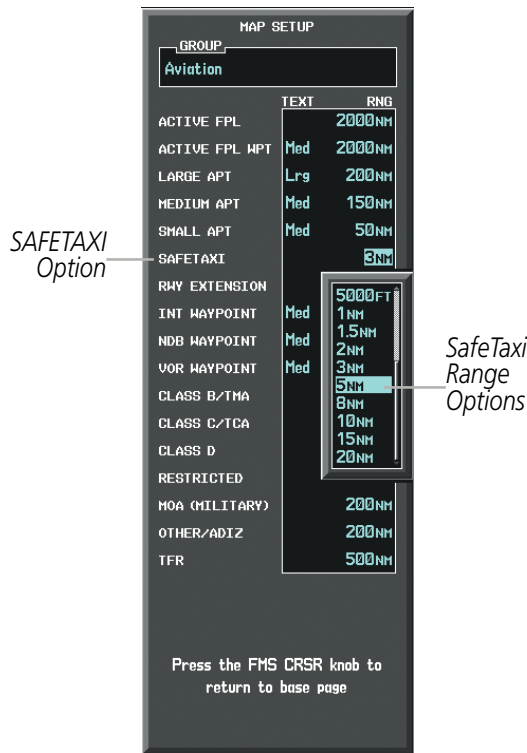 MAP SETUP
GROUP
Aviation
TEXT RNG
ACTIVE FPL 2000NM
ACTIVE FPL WPT Med 2000NM
LARGE APT Lrg 200NM
MEDIUM APT Med 150NM
SMALL APT Med 50NM
SAFETAXI 3NM
RWY EXTENSION
INT WAYPOINT Med
NDB WAYPOINT Med
VOR WAYPOINT Med
CLASS B/TMA
CLASS C/TCA
CLASS D
RESTRICTED
MOA (MILITARY) 200NM
OTHER/ADIZ 200NM
TFR 500NM
5000FT
1NM
1.5NM
2NM
3NM
5NM
8NM
10NM
15NM
20NM
Press the FMS CRSR knob to
return to base page
SAFETAXI
Option
SafeTaxi
Range
Options